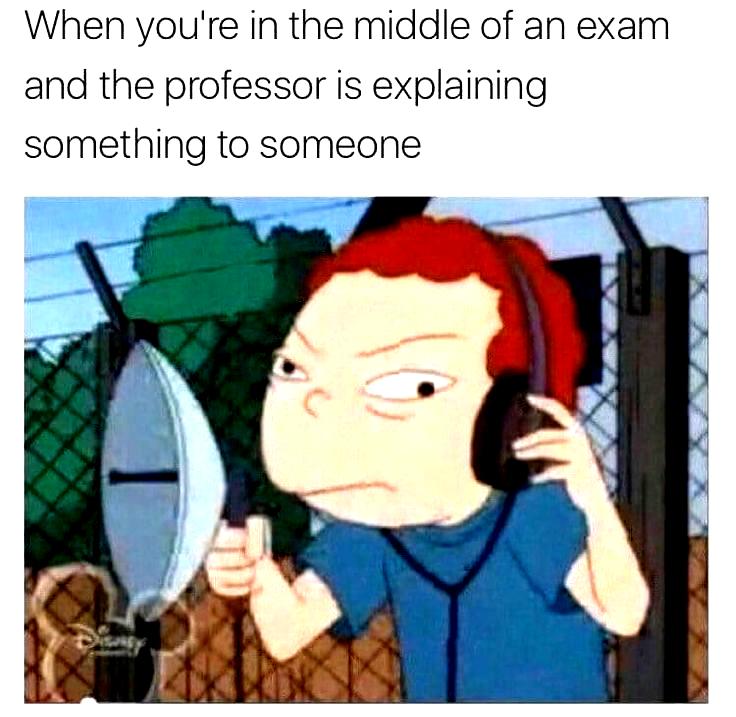 When you're in the middle of an exam
and the professor is explaining
something to someone
Disney